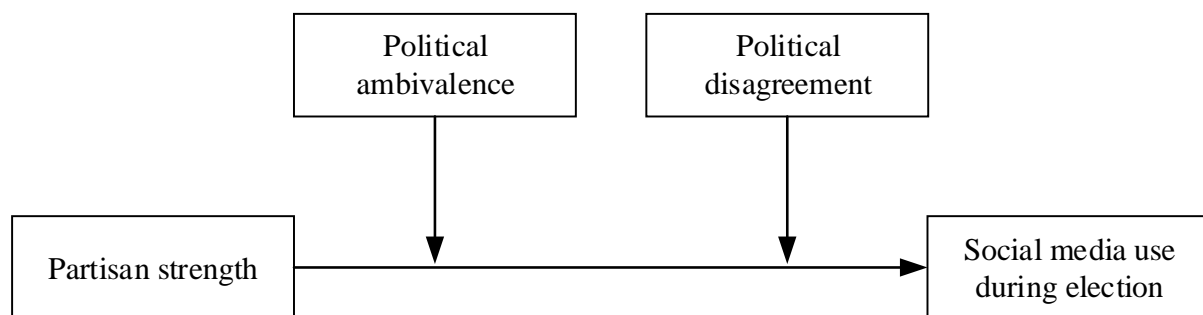 Political
ambivalence
Political
disagreement
Partisan strength
Social media use
during election